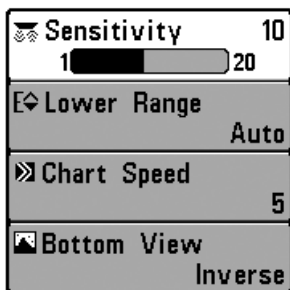 Sensitivity 10
1 20
Lower Range
Auto
Chart Speed
5
Bottom View
Inverse